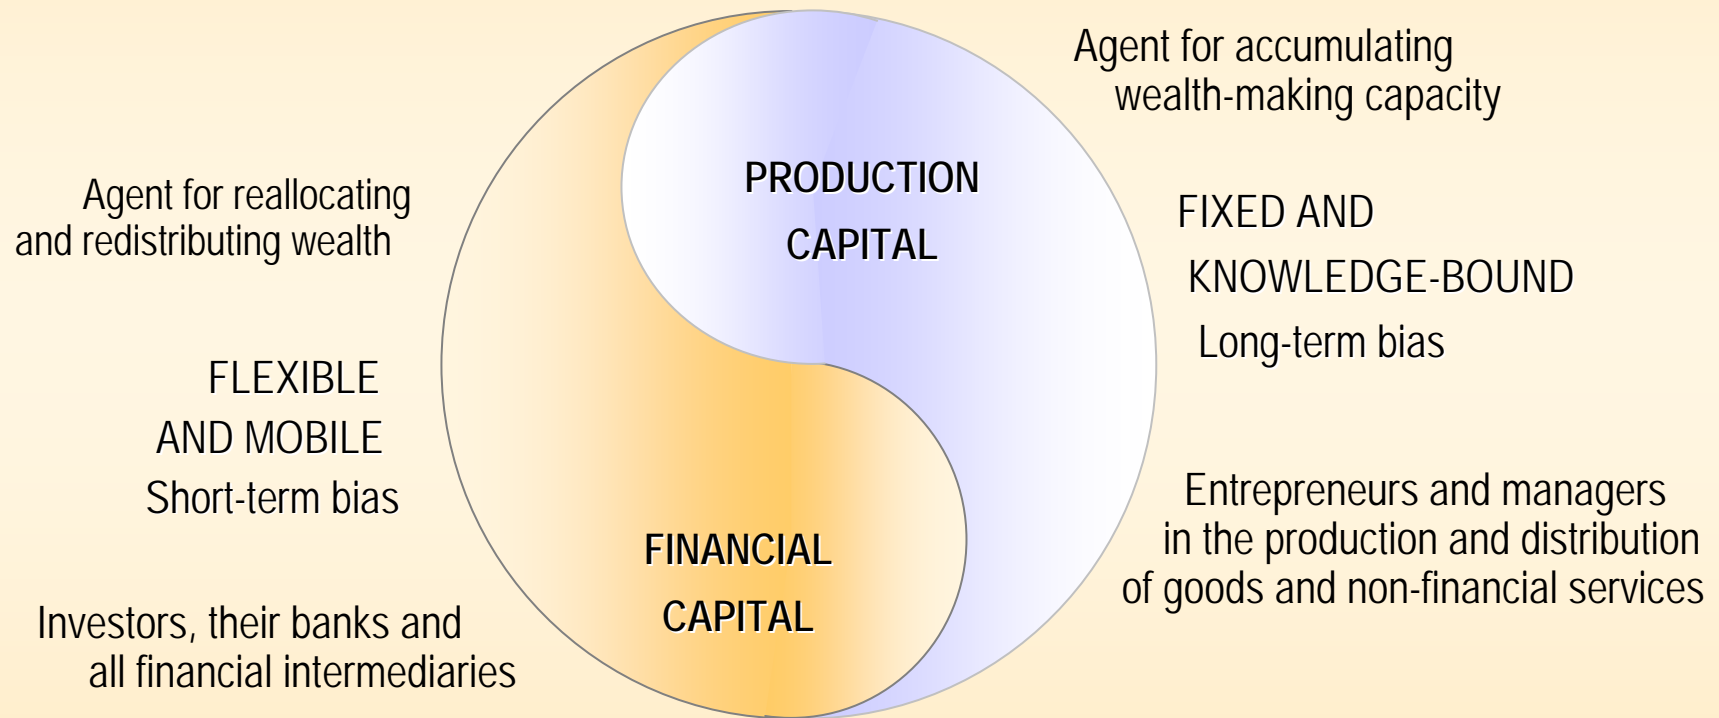 Agent for reallocating
and redistributing wealth
FLEXIBLE
AND MOBILE
Short-term bias
Investors, their banks and
all financial intermediaries
PRODUCTION
CAPITAL
FINANCIAL
CAPITAL
Agent for accumulating
wealth-making capacity
FIXED AND
KNOWLEDGE-BOUND
Long-term bias
Entrepreneurs and managers
in the production and distribution
of goods and non-financial services